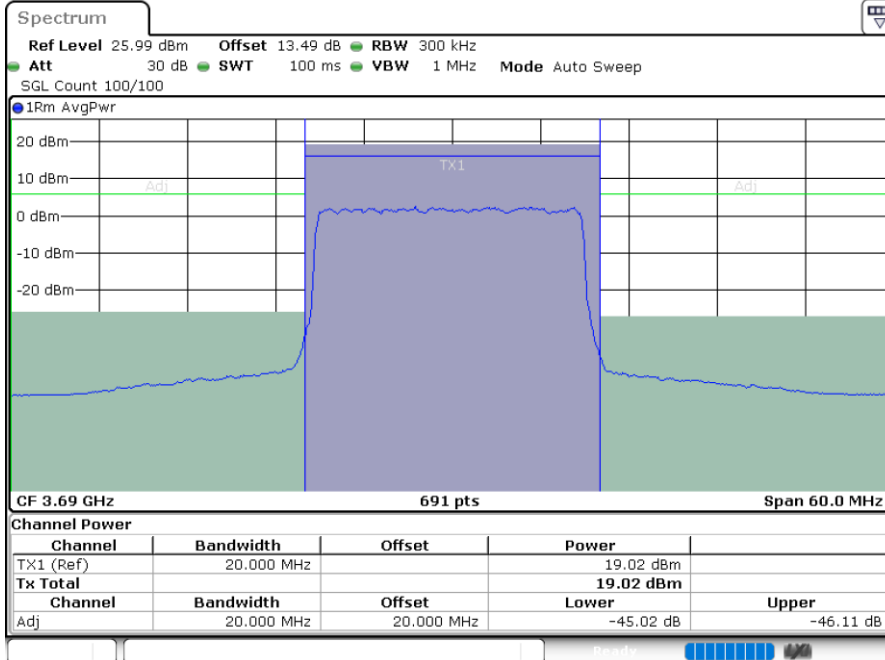 Spectrum
Ref Level 25.99 dBm Offset 13.49 dB RBW 300 kHz
Att 30 dB SWT 100 ms VBW 1 MHz Mode Auto Sweep
SGL Count 100/100
1Rm AvgPwr
20 dBm
TX1
10 dBm
Adj Adj
0 dBm
-10 dBm
-20 dBm
CF 3.69 GHz 691 pts Span 60.0 MHz
Channel Power
Channel Bandwidth Offset Power
TX1 (Ref) 20.000 MHz 19.02 dBm
Tx Total 19.02 dBm
Channel Bandwidth Offset Lower Upper
Adj 20.000 MHz 20.000 MHz -45.02 dB -46.11 dB
Ready